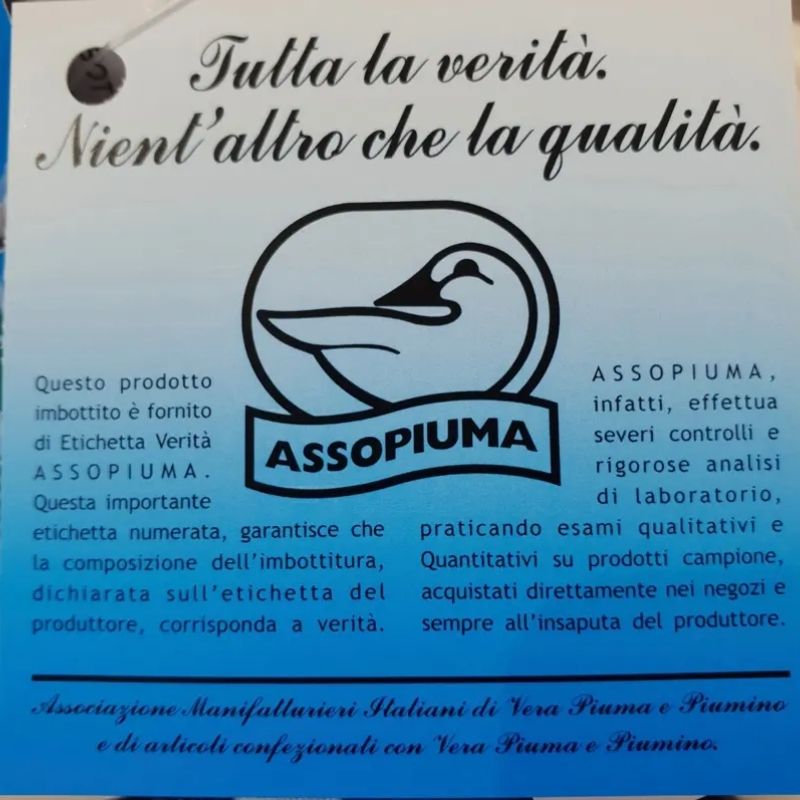 Tutta la verità.
Nient'altro che la qualità.
ASSOPIUMA
Questo prodotto
imbottito è fornito
di Etichetta Verità
ASSOPIUMA.
Questa importante
etichetta numerata, garantisce che
la composizione dell'imbottitura,
dichiarata sull'etichetta del
produttore, corrisponda a verità.
ASSOPIUMA,
infatti, effettua
severi controlli e
rigorose analisi
di laboratorio,
praticando esami qualitativi e
Quantitativi su prodotti campione,
acquistati direttamente nei negozi e
sempre all'insaputa del produttore.
Associazione Manifatturieri Italiani di Vera Piuma e Piumino
e di articoli confezionati con Vera Piuma e Piumino.